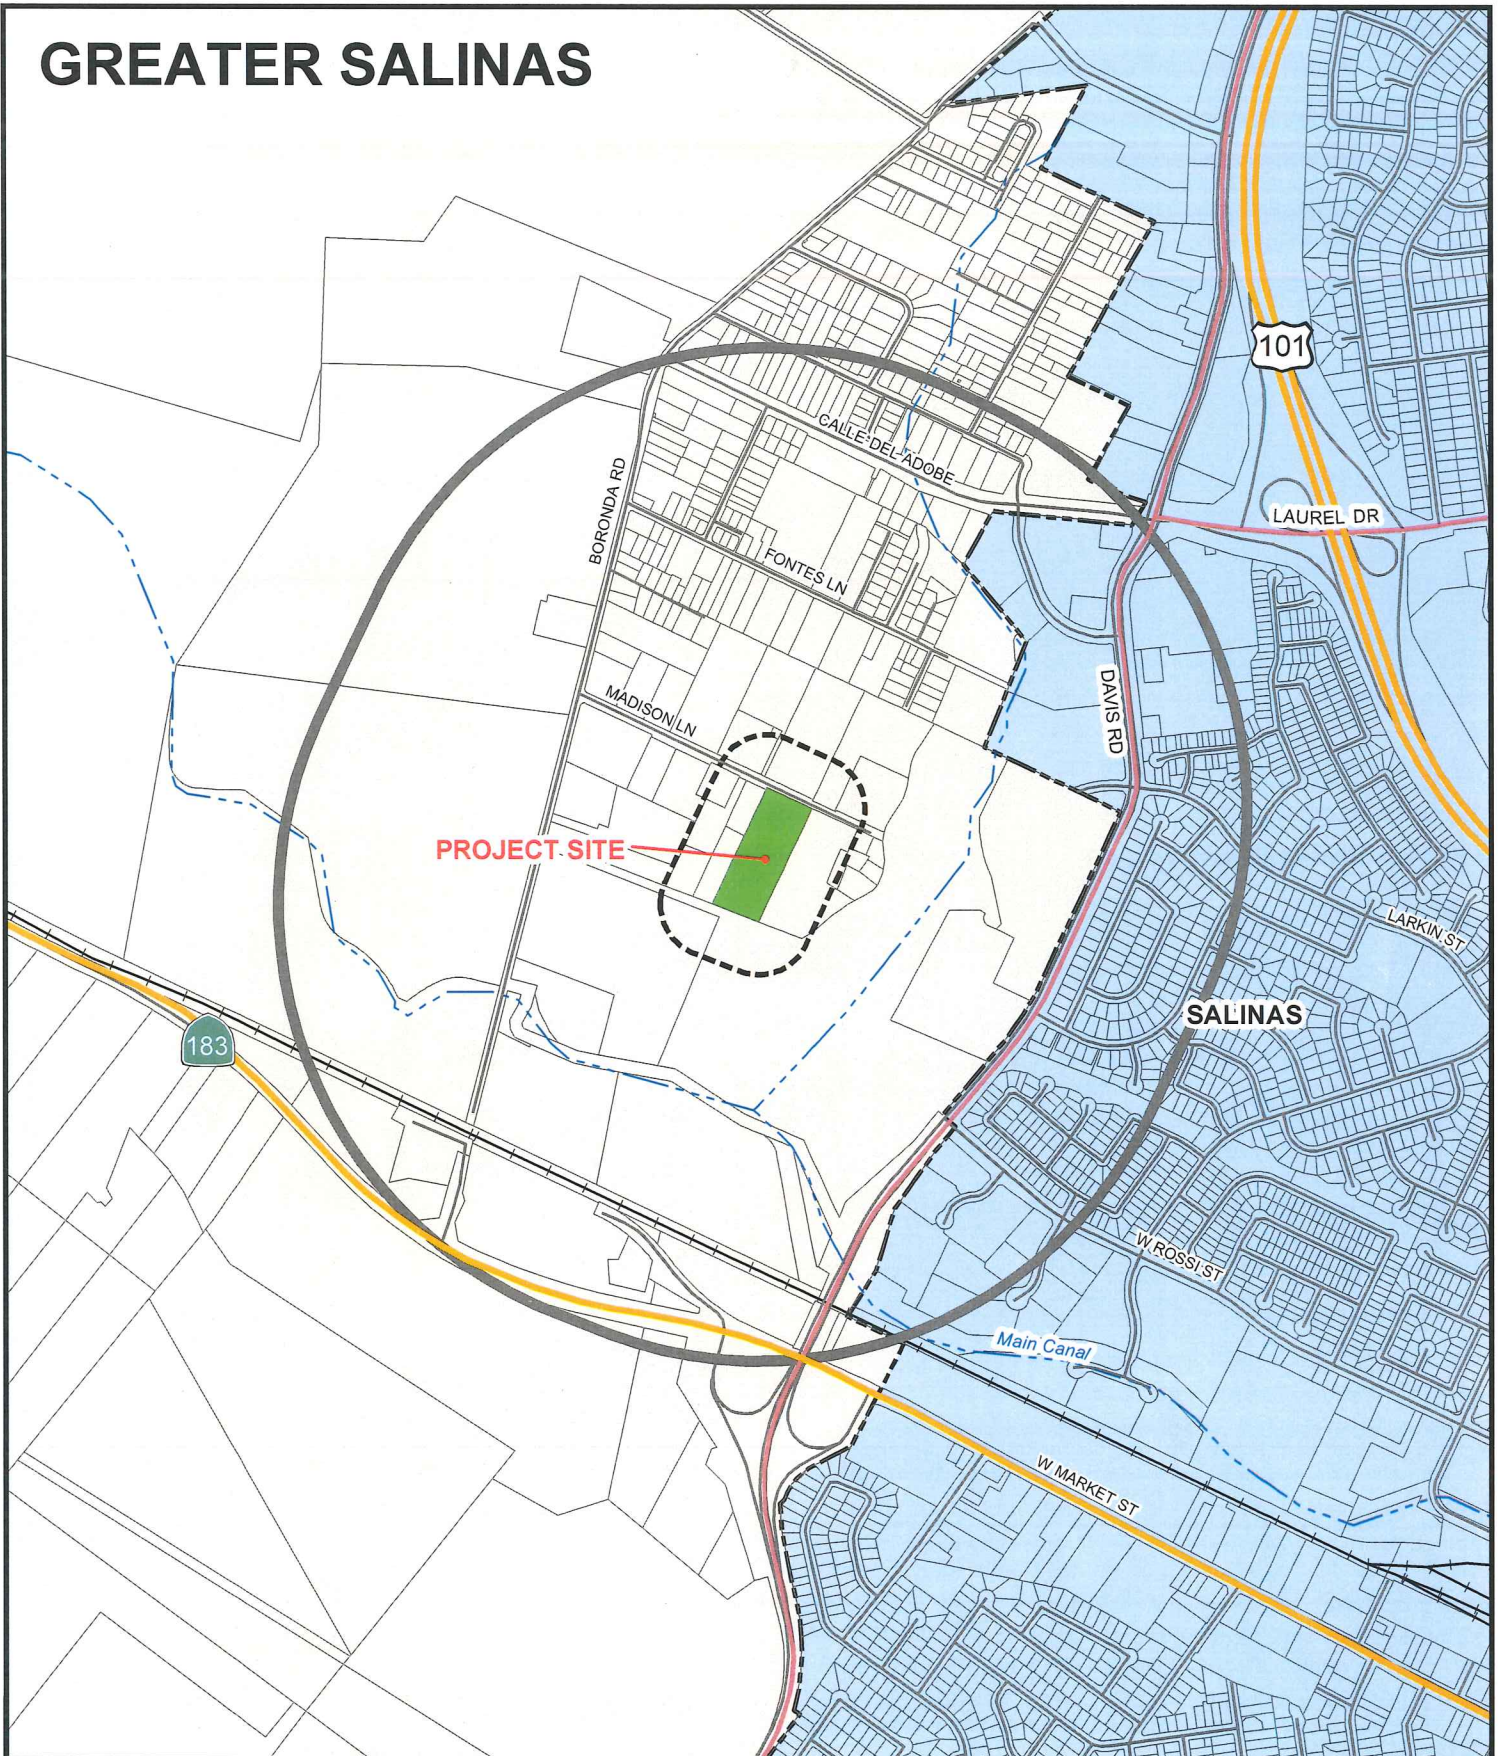 GREATER SALINAS
101
CALLE DEL ADOBE
BORONDA RD
LAUREL DR
FONTES LN
DAVIS RD
MADISON LN
PROJECT SITE
LARKIN ST
SALINAS
183
W ROSSI ST
Main Canal
W MARKET ST